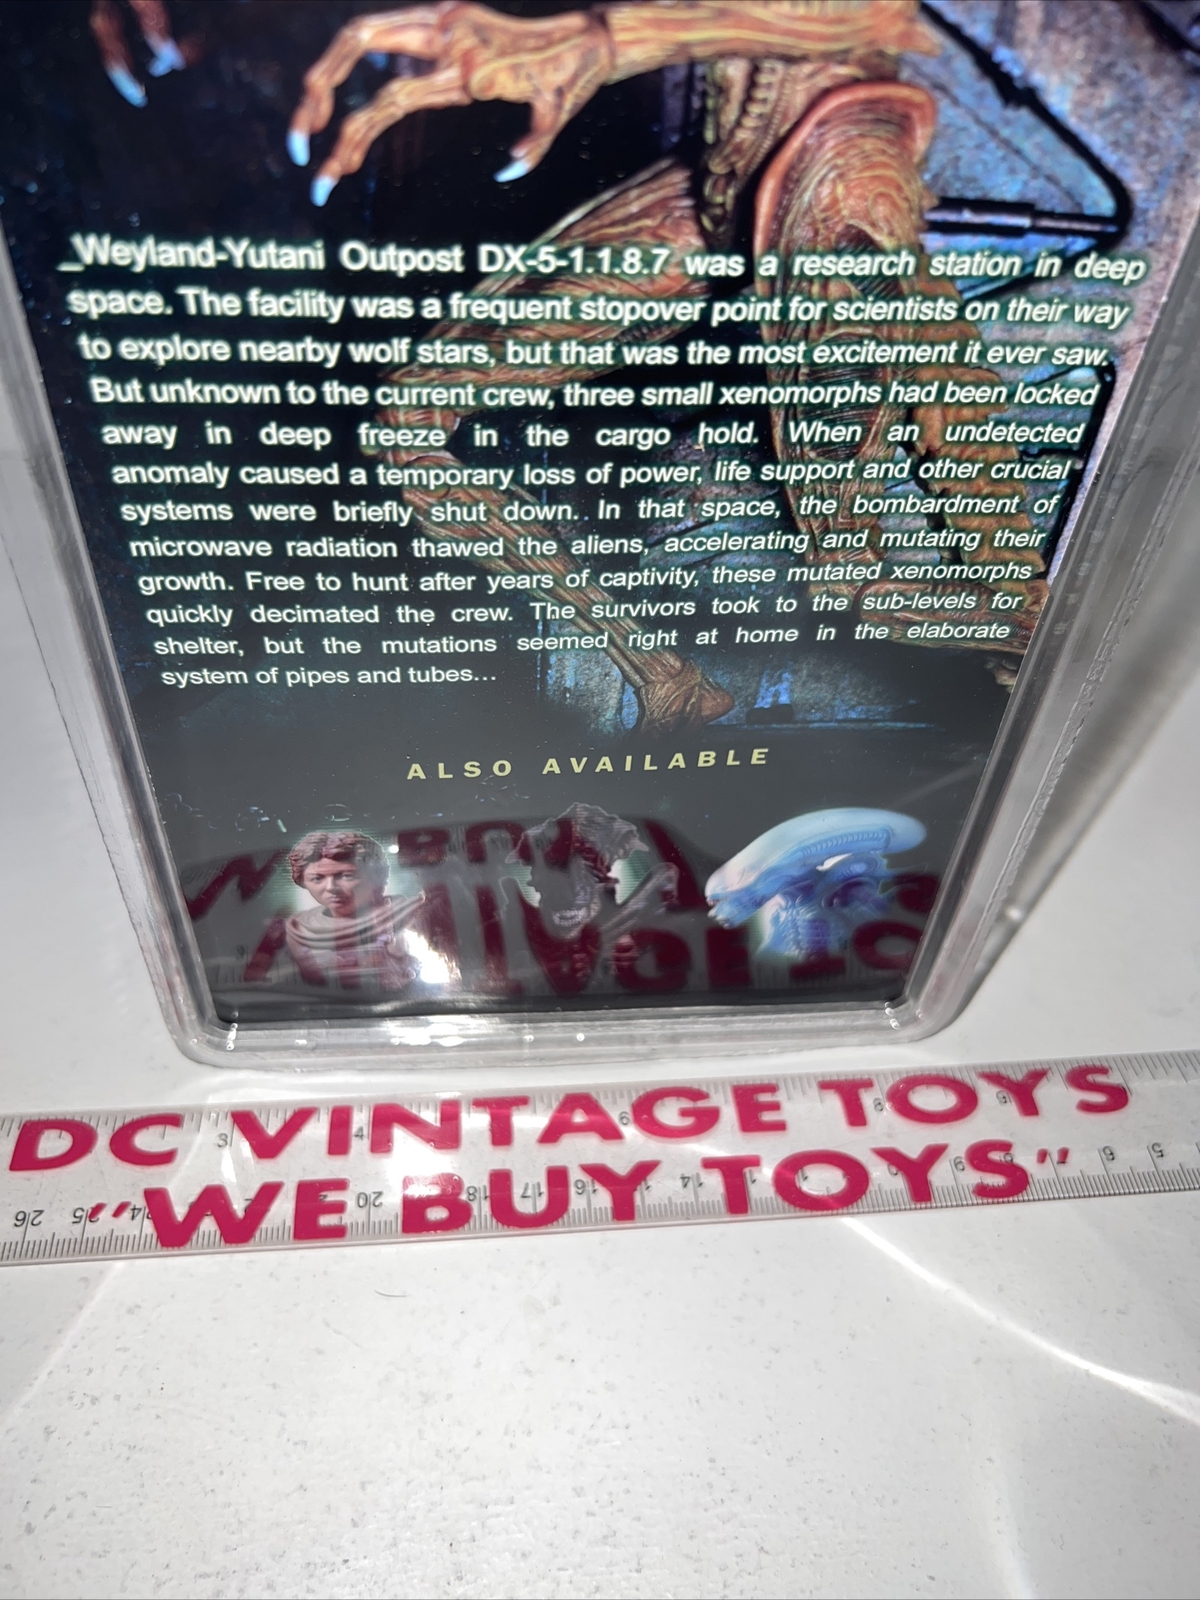 _Weyland-Yutani Outpost DX-5-1.1.8.7 was a research station in deep
space. The facility was a frequent stopover point for scientists on their way
to explore nearby wolf stars, but that was the most excitement it ever saw.
But unknown to the current crew, three small xenomorphs had been locked
away in deep freeze in the cargo hold. When an undetected
anomaly caused a temporary loss of power, life support and other crucial
systems were briefly shut down. In that space, the bombardment of
microwave radiation thawed the aliens, accelerating and mutating their
growth. Free to hunt after years of captivity, these mutated xenomorphs
quickly decimated the crew. The survivors took to the sub-levels for
shelter, but the mutations seemed right at home in the elaborate
system of pipes and tubes...
ALSO AVAILABLE
DC VINTAGE TOYS
"WE BUY TOYS"